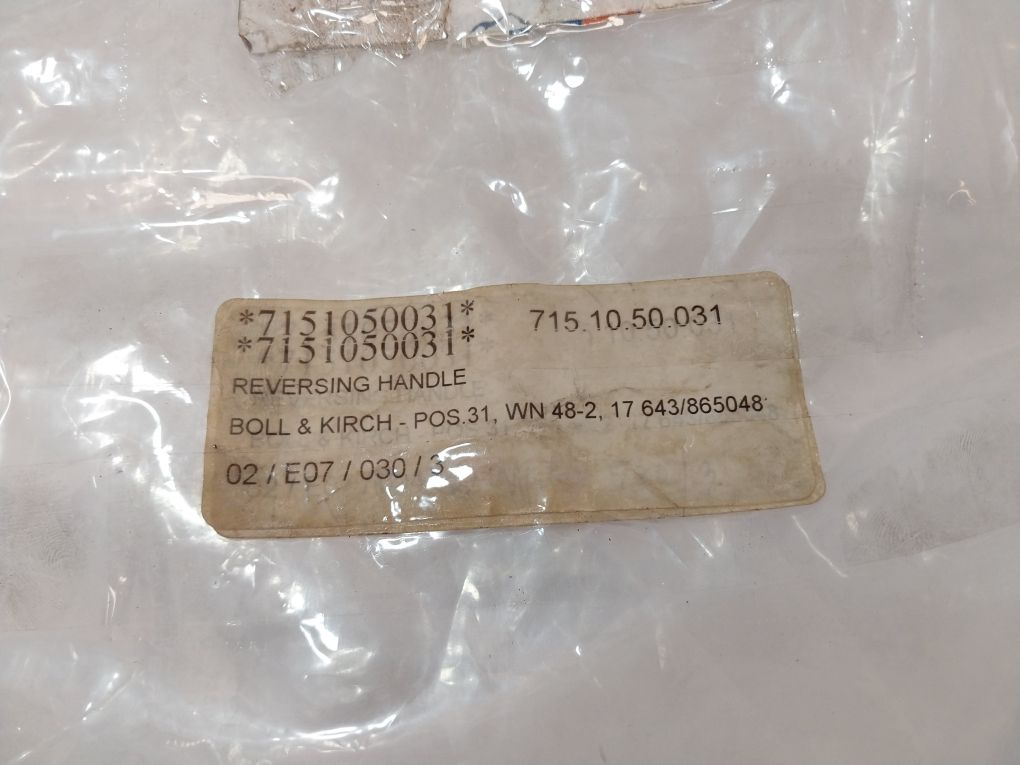 *7151050031* 715.10.50.031
*7151050031*
REVERSING HANDLE
BOLL & KIRCH - POS.31, WN 48-2, 17 643/865048
02 / E07 / 030 / 3